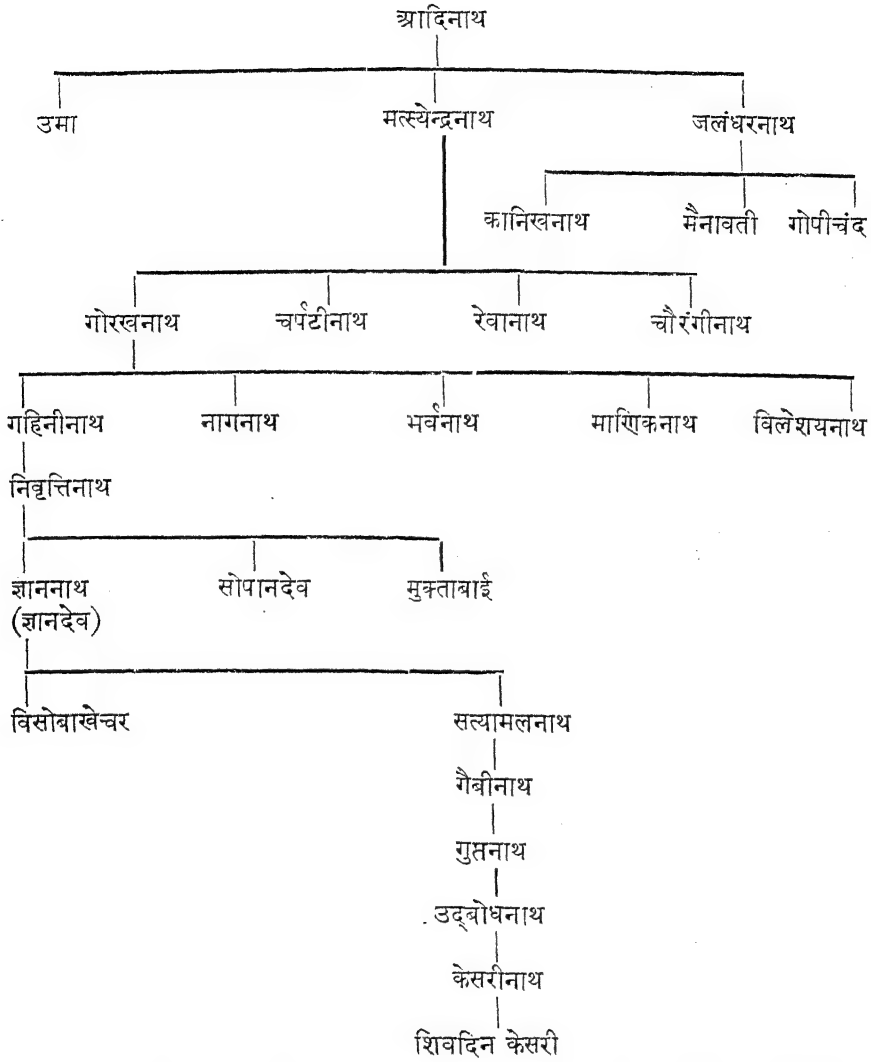 आदिनाथ
उमा मत्स्येन्द्रनाथ जलंधरनाथ
कानिखनाथ मैनावती गोपीचंद
गोरखनाथ चर्पटीनाथ रेवानाथ चौरंगीनाथ
गहिनीनाथ नागनाथ भर्वनाथ माणिकनाथ विलेशयनाथ
निवृत्तिनाथ
ज्ञाननाथ सोपानदेव मुक्ताबाई
(ज्ञानदेव)
विसोबाखेचर सत्यामलनाथ
गैबीनाथ
गुप्तनाथ
उद्‌बोधनाथ
केसरीनाथ
शिवदिन केसरी